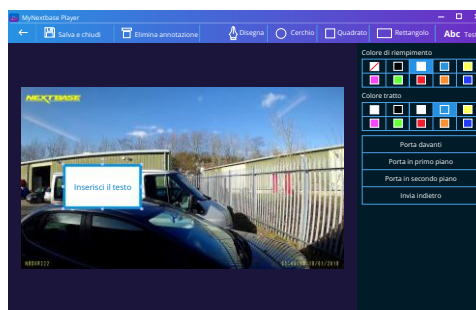 MyNextbase Player
Salva e chiudi
Elimina annotazione
Disegna
Cerchio
Quadrato
Rettangolo
Abc Test
Colore di riempimento
Colore tratto
Porta davanti
Porta in primo piano
Porta in secondo piano
Invia indietro
NEXTBASE
Inserisci il testo